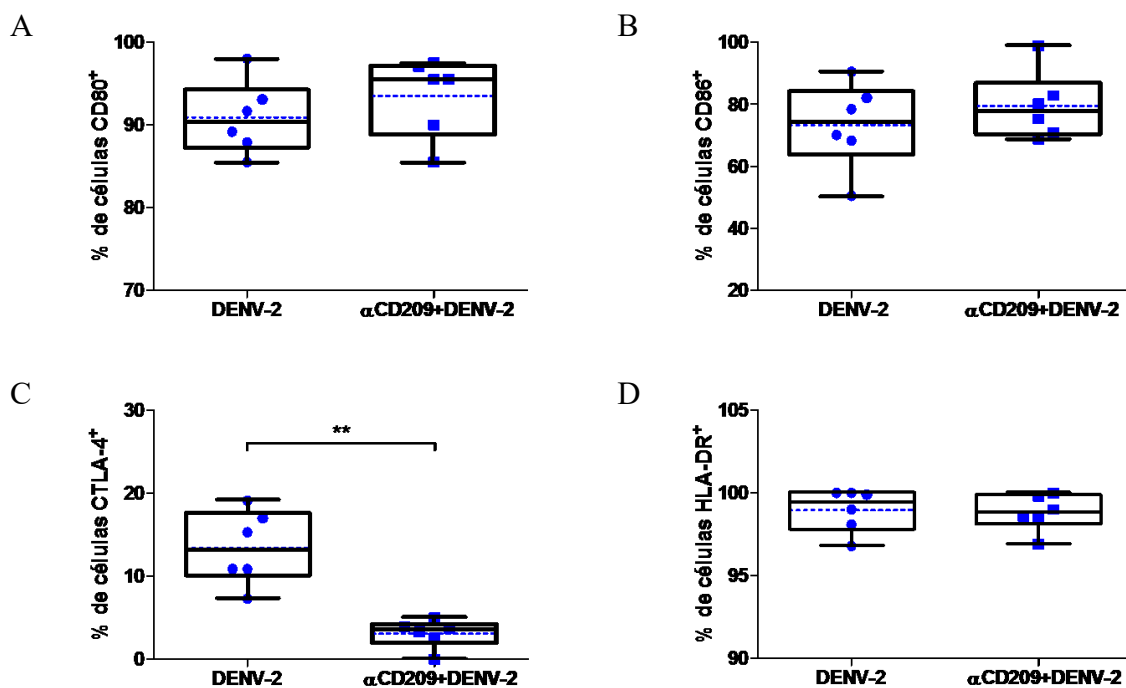 A
% de células CD80+
100
90
80
70
DENV-2
αCD209+DENV-2
B
% de células CD86+
100
80
60
40
20
DENV-2
αCD209+DENV-2
C
% de células CTLA-4+
30
20
10
0
**
DENV-2
αCD209+DENV-2
D
% de células HLA-DR+
105
100
95
90
DENV-2
αCD209+DENV-2